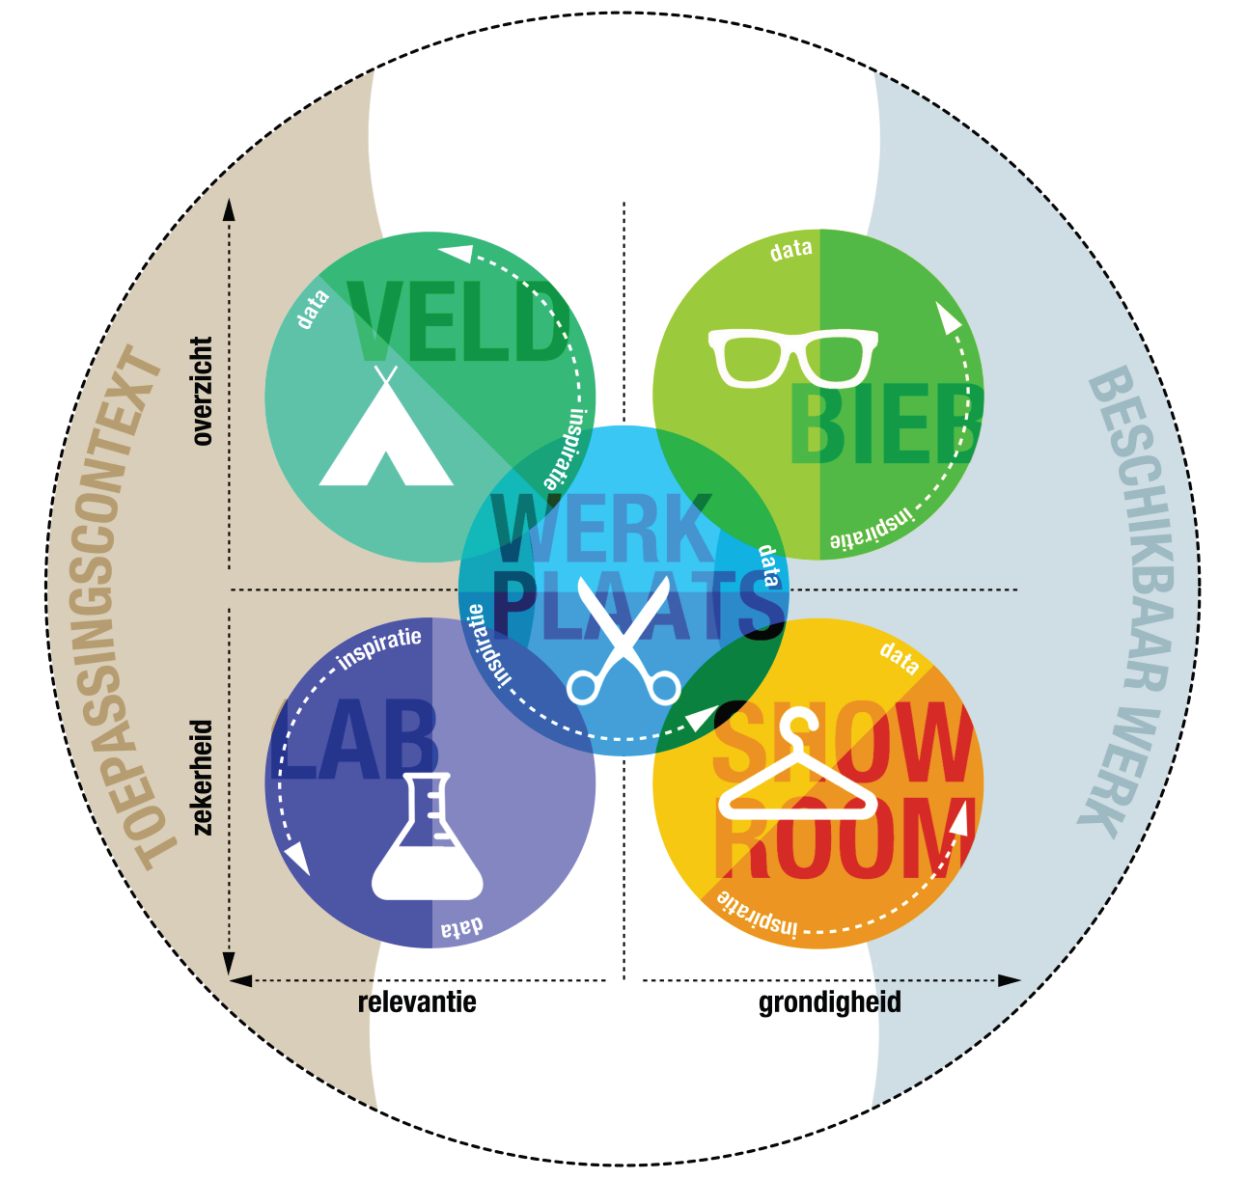 TOEPASSINGSCONTEXT
overzicht
zekerheid
relevantie
grondigheid
BESCHIKBAAR WERK
data
VELD
inspiratie
data
BIEB
inspiratie
WERK
PLAATS
data
inspiratie
inspiratie
LAB
data
data
SHOW
ROOM
inspiratie